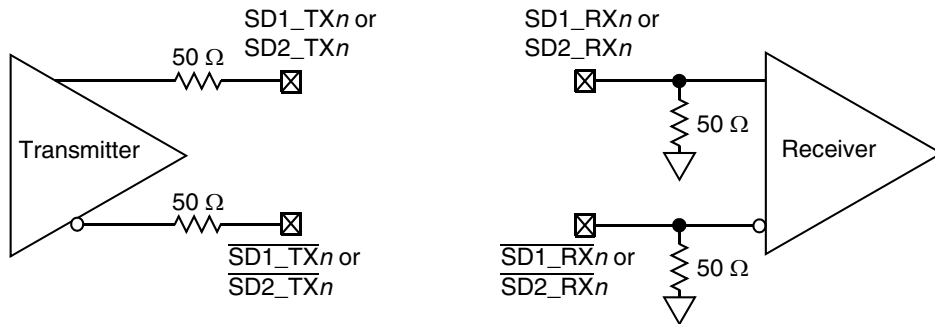 SD1_TXn or
SD2_TXn
50 Ω
Transmitter
50 Ω
SD1_TXn or
SD2_TXn
SD1_RXn or
SD2_RXn
50 Ω
Receiver
SD1_RXn or
SD2_RXn
50 Ω